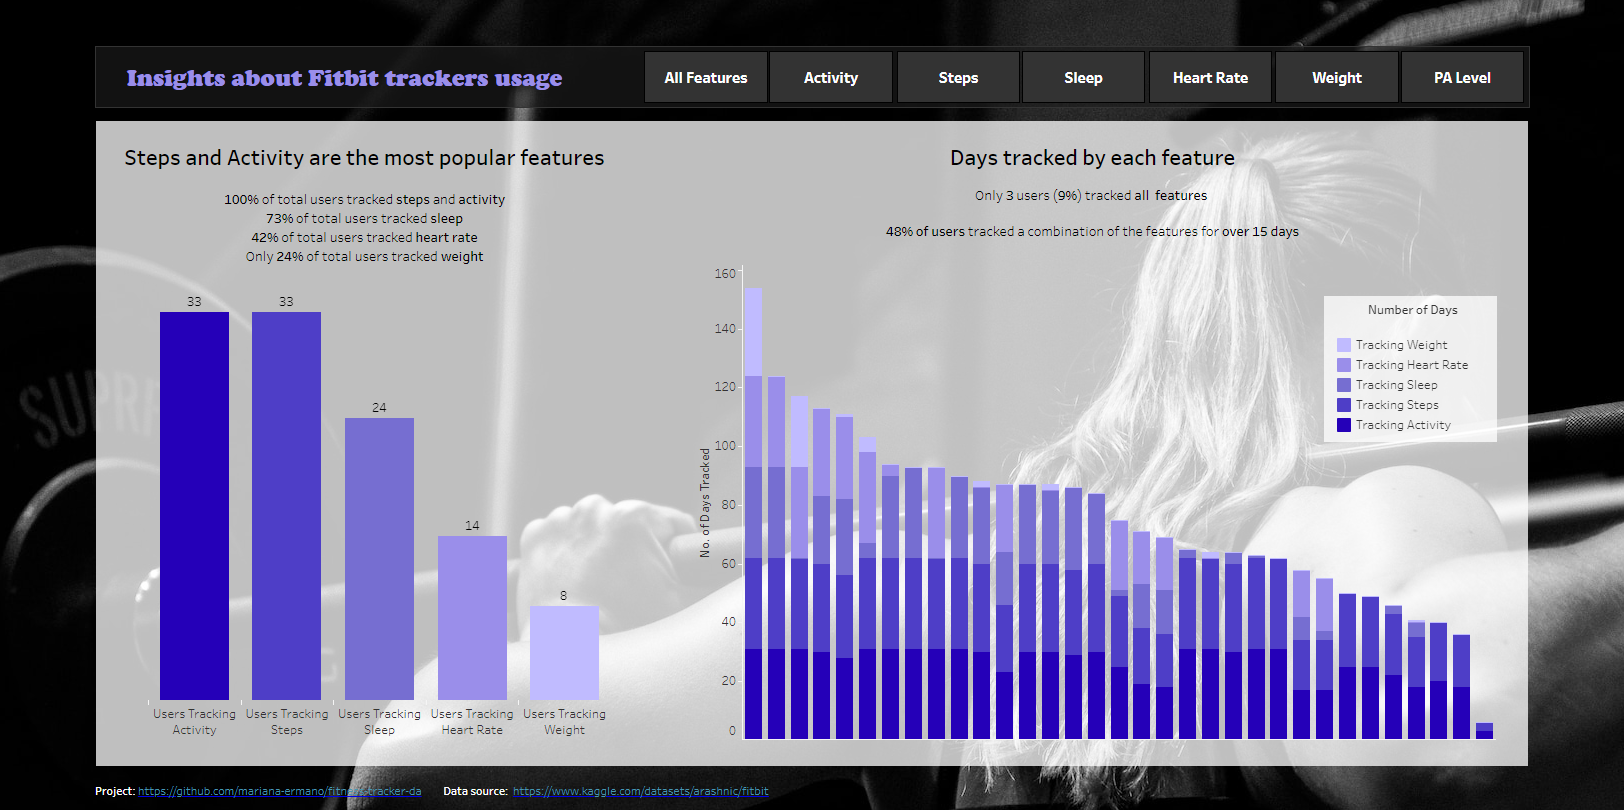 Insights about Fitbit trackers usage
All Features
Activity
Steps
Sleep
Heart Rate
Weight
PA Level
Steps and Activity are the most popular features
100% of total users tracked steps and activity
73% of total users tracked sleep
42% of total users tracked heart rate
Only 24% of total users tracked weight
33
33
24
14
8
Users Tracking
Activity
Users Tracking
Steps
Users Tracking
Sleep
Users Tracking
Heart Rate
Users Tracking
Weight
Days tracked by each feature
Only 3 users (9%) tracked all features
48% of users tracked a combination of the features for over 15 days
No. of Days Tracked
160
140
120
100
80
60
40
20
0
Number of Days
Tracking Weight
Tracking Heart Rate
Tracking Sleep
Tracking Steps
Tracking Activity
Project: https://github.com/mariana-ermano/fitness-tracker-da
Data source: https://www.kaggle.com/datasets/arashnic/fitbit